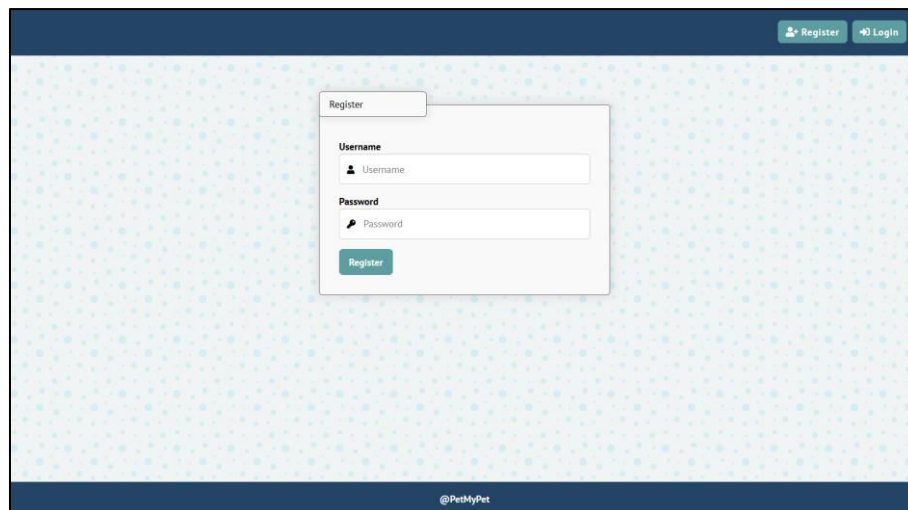 Register Login
Register
Username
Username
Password
Password
Register
@PetMyPet